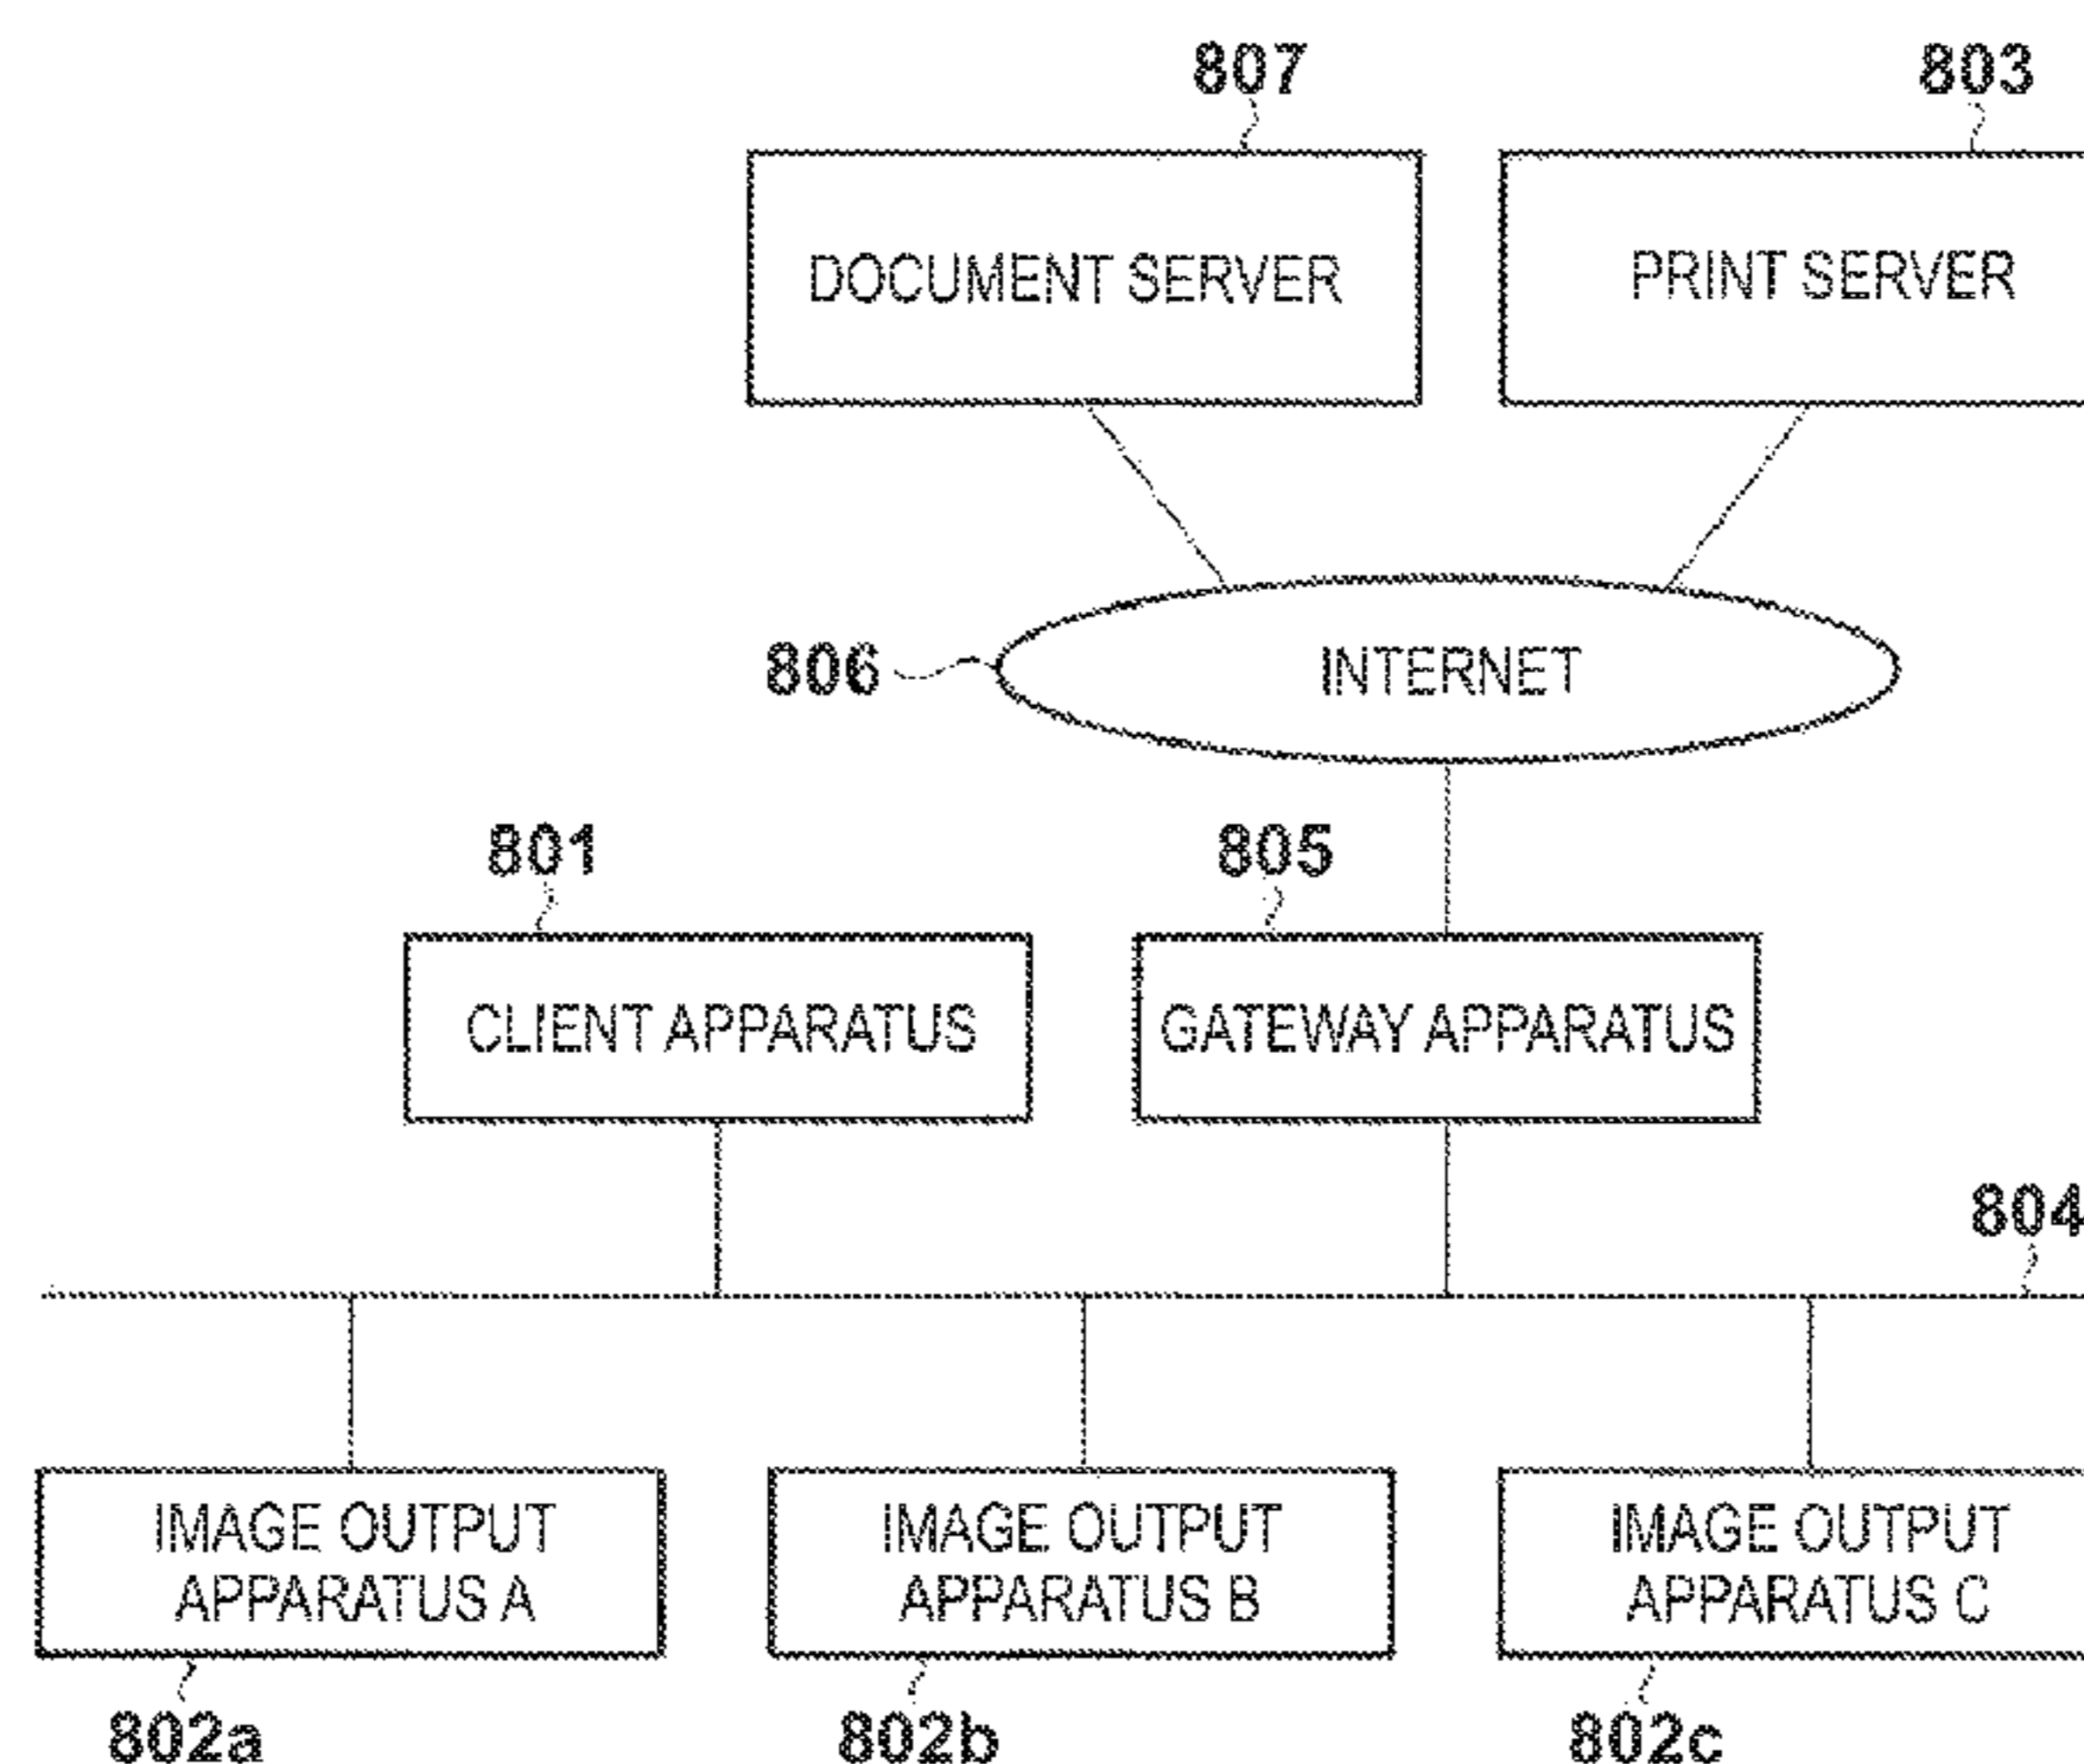 807
803
DOCUMENT SERVER
PRINT SERVER
806
INTERNET
801
805
CLIENT APPARATUS
GATEWAY APPARATUS
804
IMAGE OUTPUT
APPARATUS A
IMAGE OUTPUT
APPARATUS B
IMAGE OUTPUT
APPARATUS C
802a
802b
802c